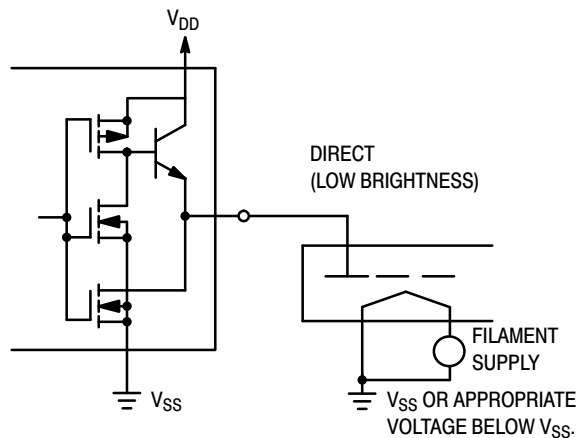 VDD
DIRECT
(LOW BRIGHTNESS)
VSS
FILAMENT
SUPPLY
VSS OR APPROPRIATE
VOLTAGE BELOW VSS.